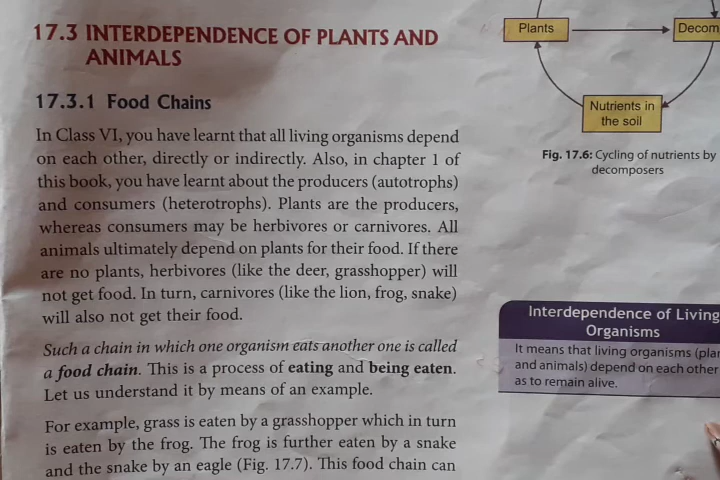 17.3 INTERDEPENDENCE OF PLANTS AND
ANIMALS
17.3.1 Food Chains
In Class VI, you have learnt that all living organisms depend
on each other, directly or indirectly. Also, in chapter 1 of
this book, you have learnt about the producers (autotrophs)
and consumers (heterotrophs). Plants are the producers,
whereas consumers may be herbivores or carnivores. All
animals ultimately depend on plants for their food. If there
are no plants, herbivores (like the deer, grasshopper) will
not get food. In turn, carnivores (like the lion, frog, snake)
will also not get their food.
Such a chain in which one organism eats another one is called
a food chain. This is a process of eating and being eaten.
Let us understand it by means of an example.
For example, grass is eaten by a grasshopper which in turn
is eaten by the frog. The frog is further eaten by a snake
and the snake by an eagle (Fig. 17.7). This food chain can
Plants
Decom
Nutrients in
the soil
Fig. 17.6: Cycling of nutrients by
decomposers
Interdependence of Living
Organisms
It means that living organisms (plan
and animals) depend on each other
as to remain alive.